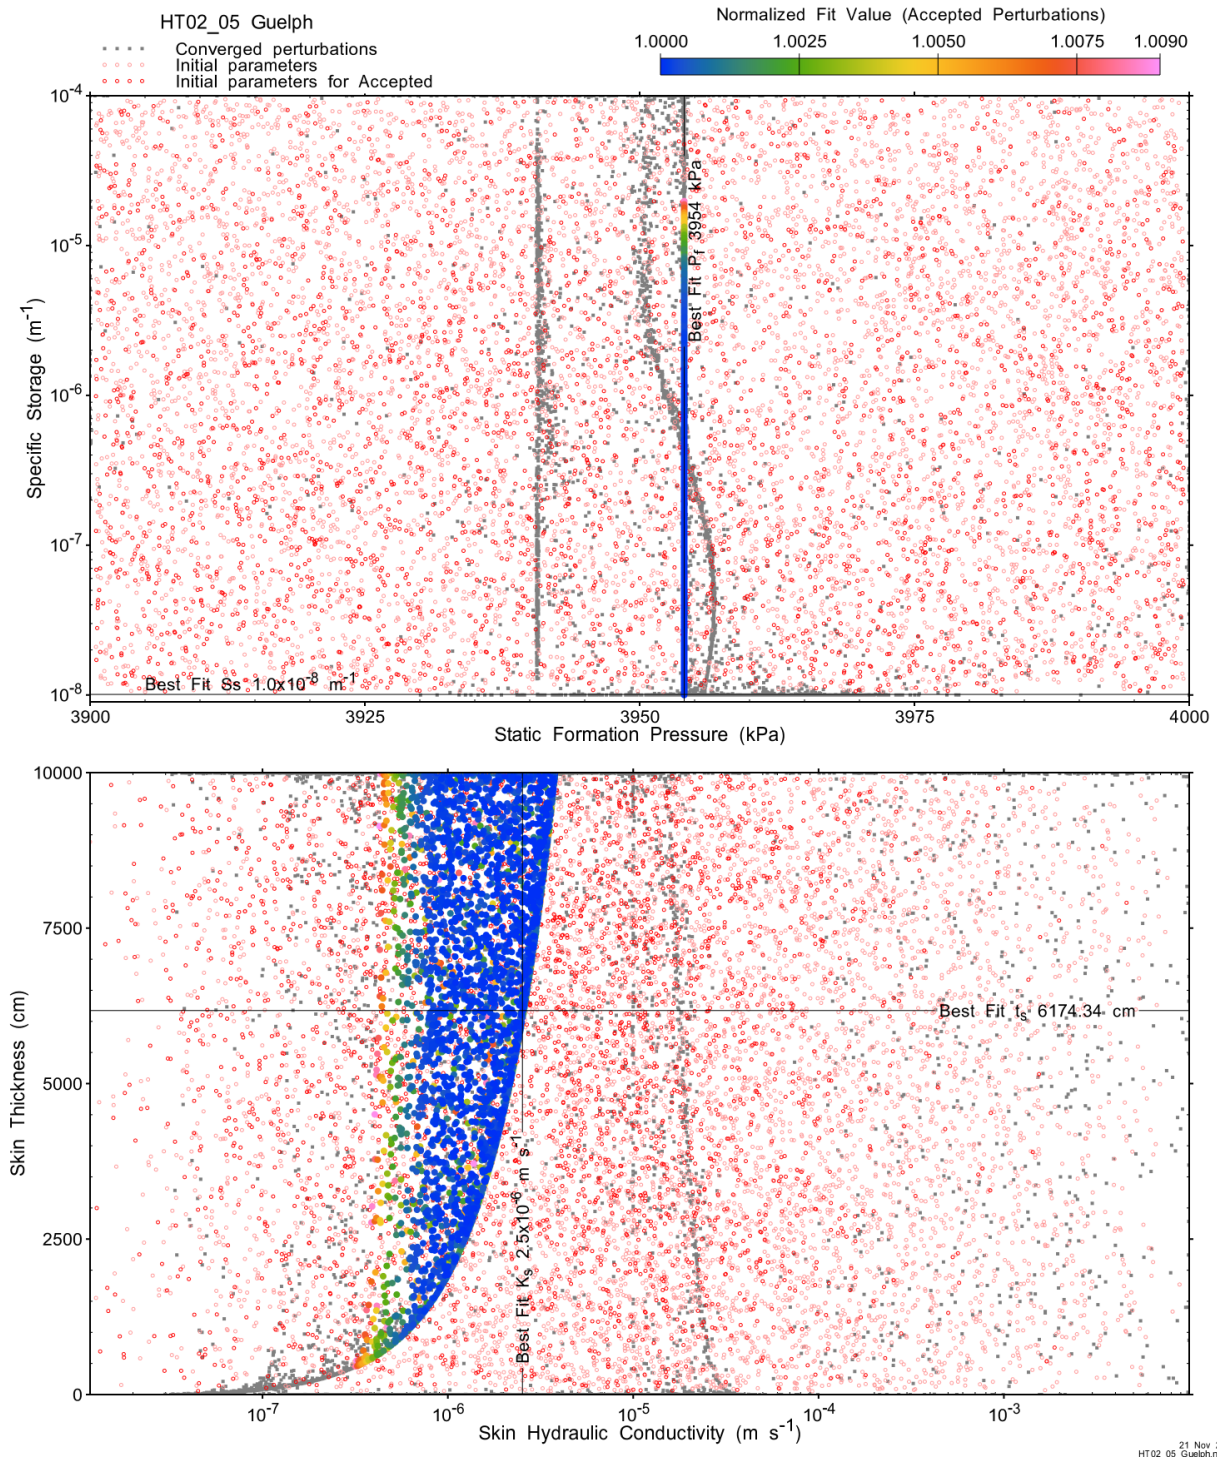 HT02_05 Guelph
Converged perturbations
Initial parameters
Initial parameters for Accepted
Normalized Fit Value (Accepted Perturbations)
1.0000 1.0025 1.0050 1.0075 1.0090
10-4
10-5
10-6
10-7
10-8
Specific Storage (m-1)
Best Fit Pf 3954 kPa
Best Fit Ss 1.0x10-8 m-1
3900 3925 3950 3975 4000
Static Formation Pressure (kPa)
10000
7500
5000
2500
0
Skin Thickness (cm)
Best Fit ts 6174.34 cm
Best Fit Ks 2.5x10-6 m s-1
10-7 10-6 10-5 10-4 10-3
Skin Hydraulic Conductivity (m s-1)
21 Nov
HT02_05 Guelph